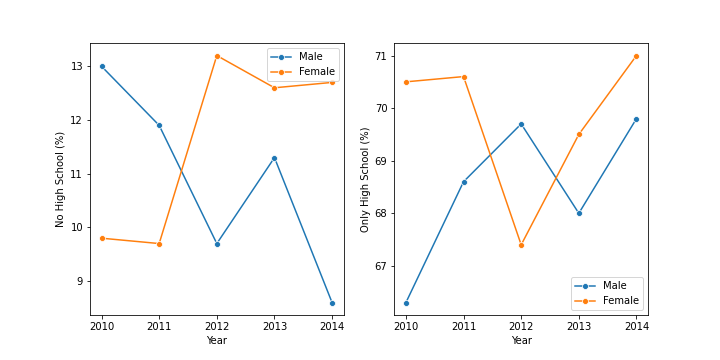 No High School (%)
13
12
11
10
9
2010 2011 2012 2013 2014
Year
Male
Female
Only High School (%)
71
70
69
68
67
2010 2011 2012 2013 2014
Year
Male
Female